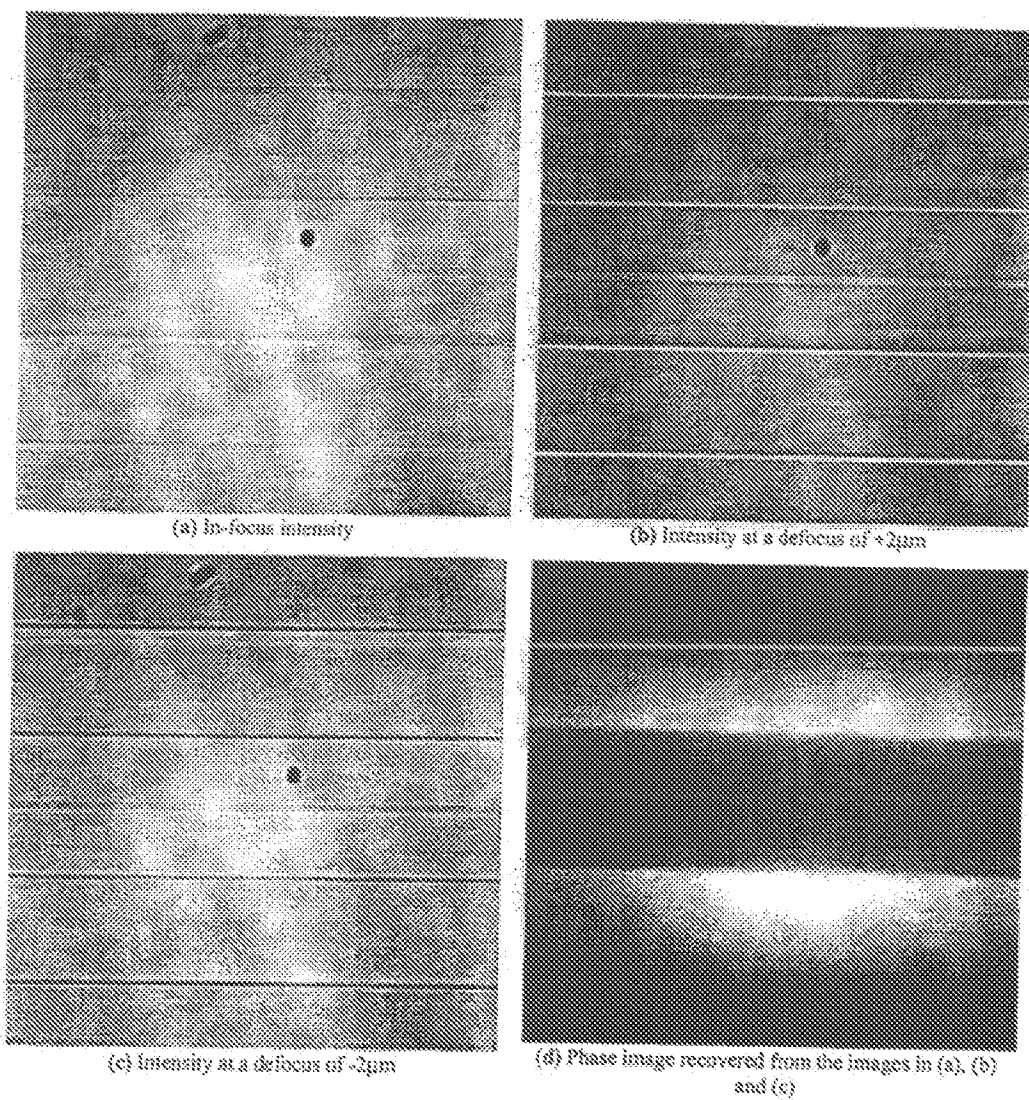 (a) In-focus intensity
(b) Intensity at a defocus of +2μm
(c) Intensity at a defocus of -2μm
(d) Phase image recovered from the images in (a), (b)
and (c)